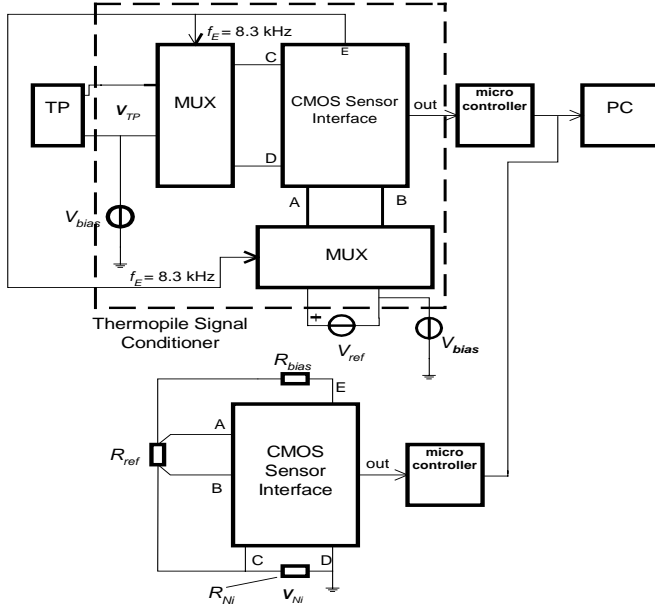 f_E = 8.3 kHz
f_E = 8.3 kHz
E
TP
V_TP
MUX
C
D
CMOS Sensor
Interface
out
micro
controller
PC
V_bias
A
B
MUX
Thermopile Signal
Conditioner
+
V_ref
V_bias
R_bias
E
A
R_ref
B
CMOS
Sensor
Interface
out
micro
controller
C
D
R_Ni
V_Ni